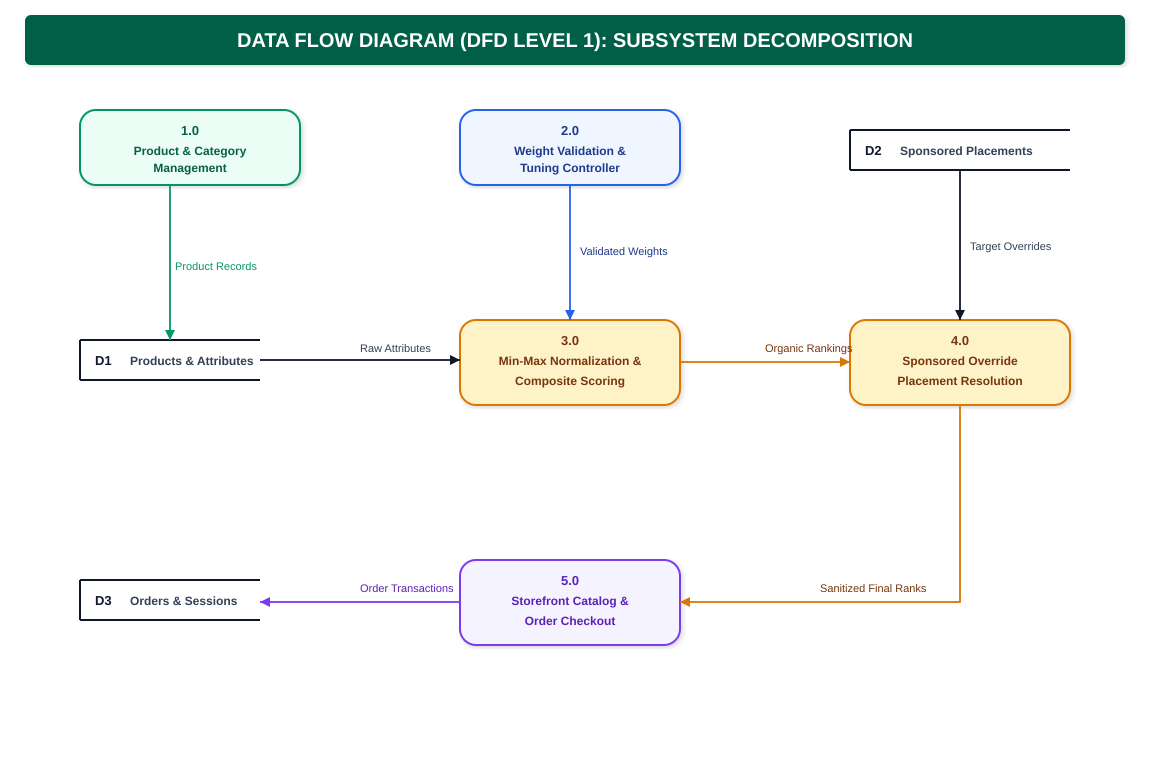 DATA FLOW DIAGRAM (DFD LEVEL 1): SUBSYSTEM DECOMPOSITION
1.0
Product & Category
Management
2.0
Weight Validation &
Tuning Controller
D2 Sponsored Placements
Product Records
Validated Weights
Target Overrides
D1 Products & Attributes
Raw Attributes
3.0
Min-Max Normalization &
Composite Scoring
Organic Rankings
4.0
Sponsored Override
Placement Resolution
D3 Orders & Sessions
Order Transactions
5.0
Storefront Catalog &
Order Checkout
Sanitized Final Ranks